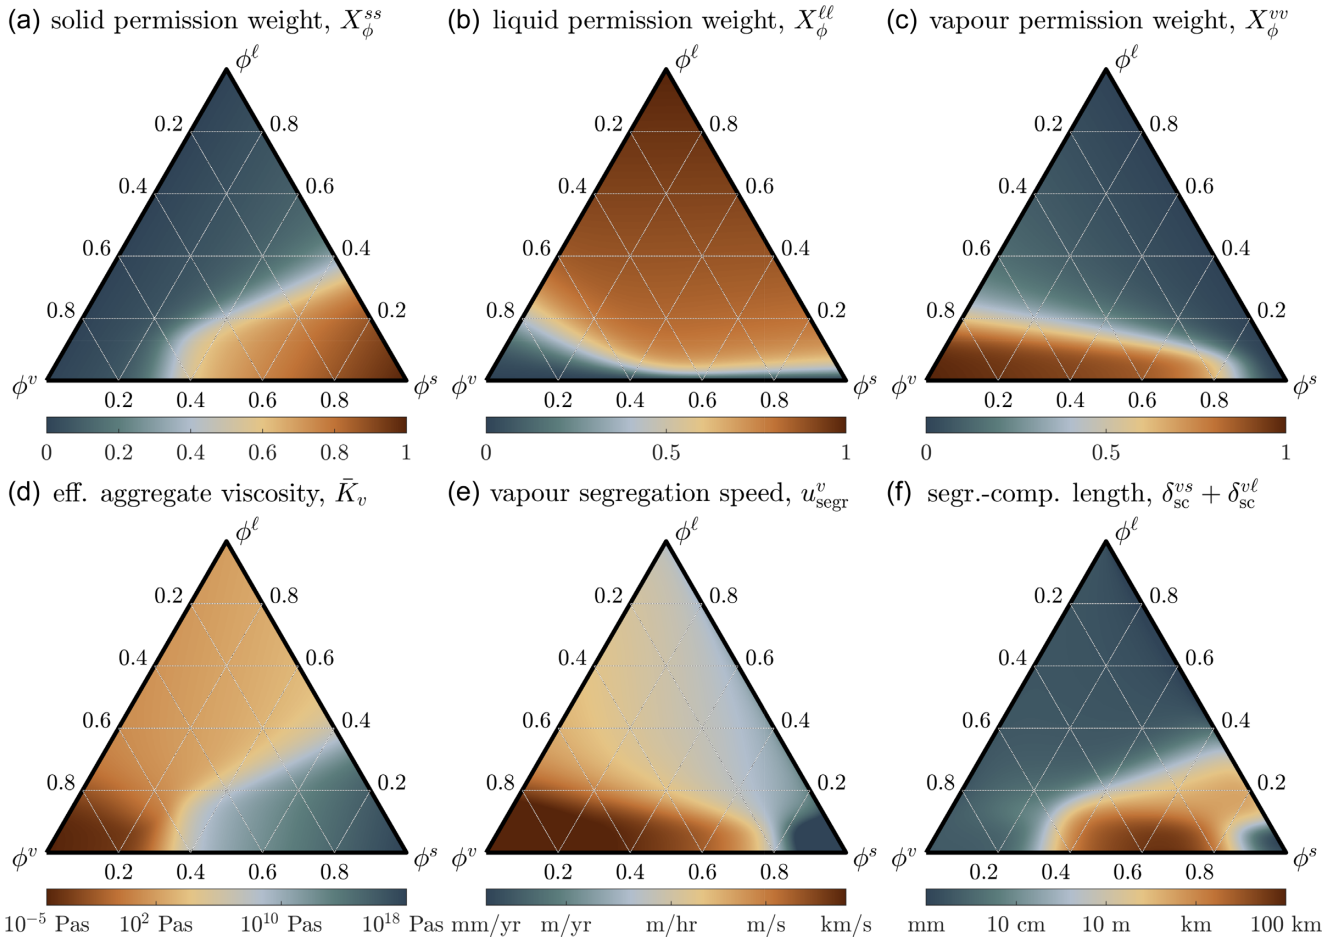 (a) solid permission weight, X_ϕ^{ss} (b) liquid permission weight, X_ϕ^{ℓℓ} (c) vapour permission weight, X_ϕ^{vv}
ϕ^ℓ ϕ^ℓ ϕ^ℓ
0.2 0.8 0.2 0.8 0.2 0.8
0.4 0.6 0.4 0.6 0.4 0.6
0.6 0.4 0.6 0.4 0.6 0.4
0.8 0.2 0.8 0.2 0.8 0.2
ϕ^v ϕ^s ϕ^v ϕ^s ϕ^v ϕ^s
0.2 0.4 0.6 0.8 0.2 0.4 0.6 0.8 0.2 0.4 0.6 0.8
0 0.2 0.4 0.6 0.8 1 0 0.5 1 0 0.5 1
(d) eff. aggregate viscosity, K̄_v (e) vapour segregation speed, u_{segr}^v (f) segr.-comp. length, δ_{sc}^{vs} + δ_{sc}^{vℓ}
ϕ^ℓ ϕ^ℓ ϕ^ℓ
0.2 0.8 0.2 0.8 0.2 0.8
0.4 0.6 0.4 0.6 0.4 0.6
0.6 0.4 0.6 0.4 0.6 0.4
0.8 0.2 0.8 0.2 0.8 0.2
ϕ^v ϕ^s ϕ^v ϕ^s ϕ^v ϕ^s
0.2 0.4 0.6 0.8 0.2 0.4 0.6 0.8 0.2 0.4 0.6 0.8
10^{-5} Pas 10^2 Pas 10^{10} Pas 10^{18} Pas mm/yr m/yr m/hr m/s km/s mm 10 cm 10 m km 100 km